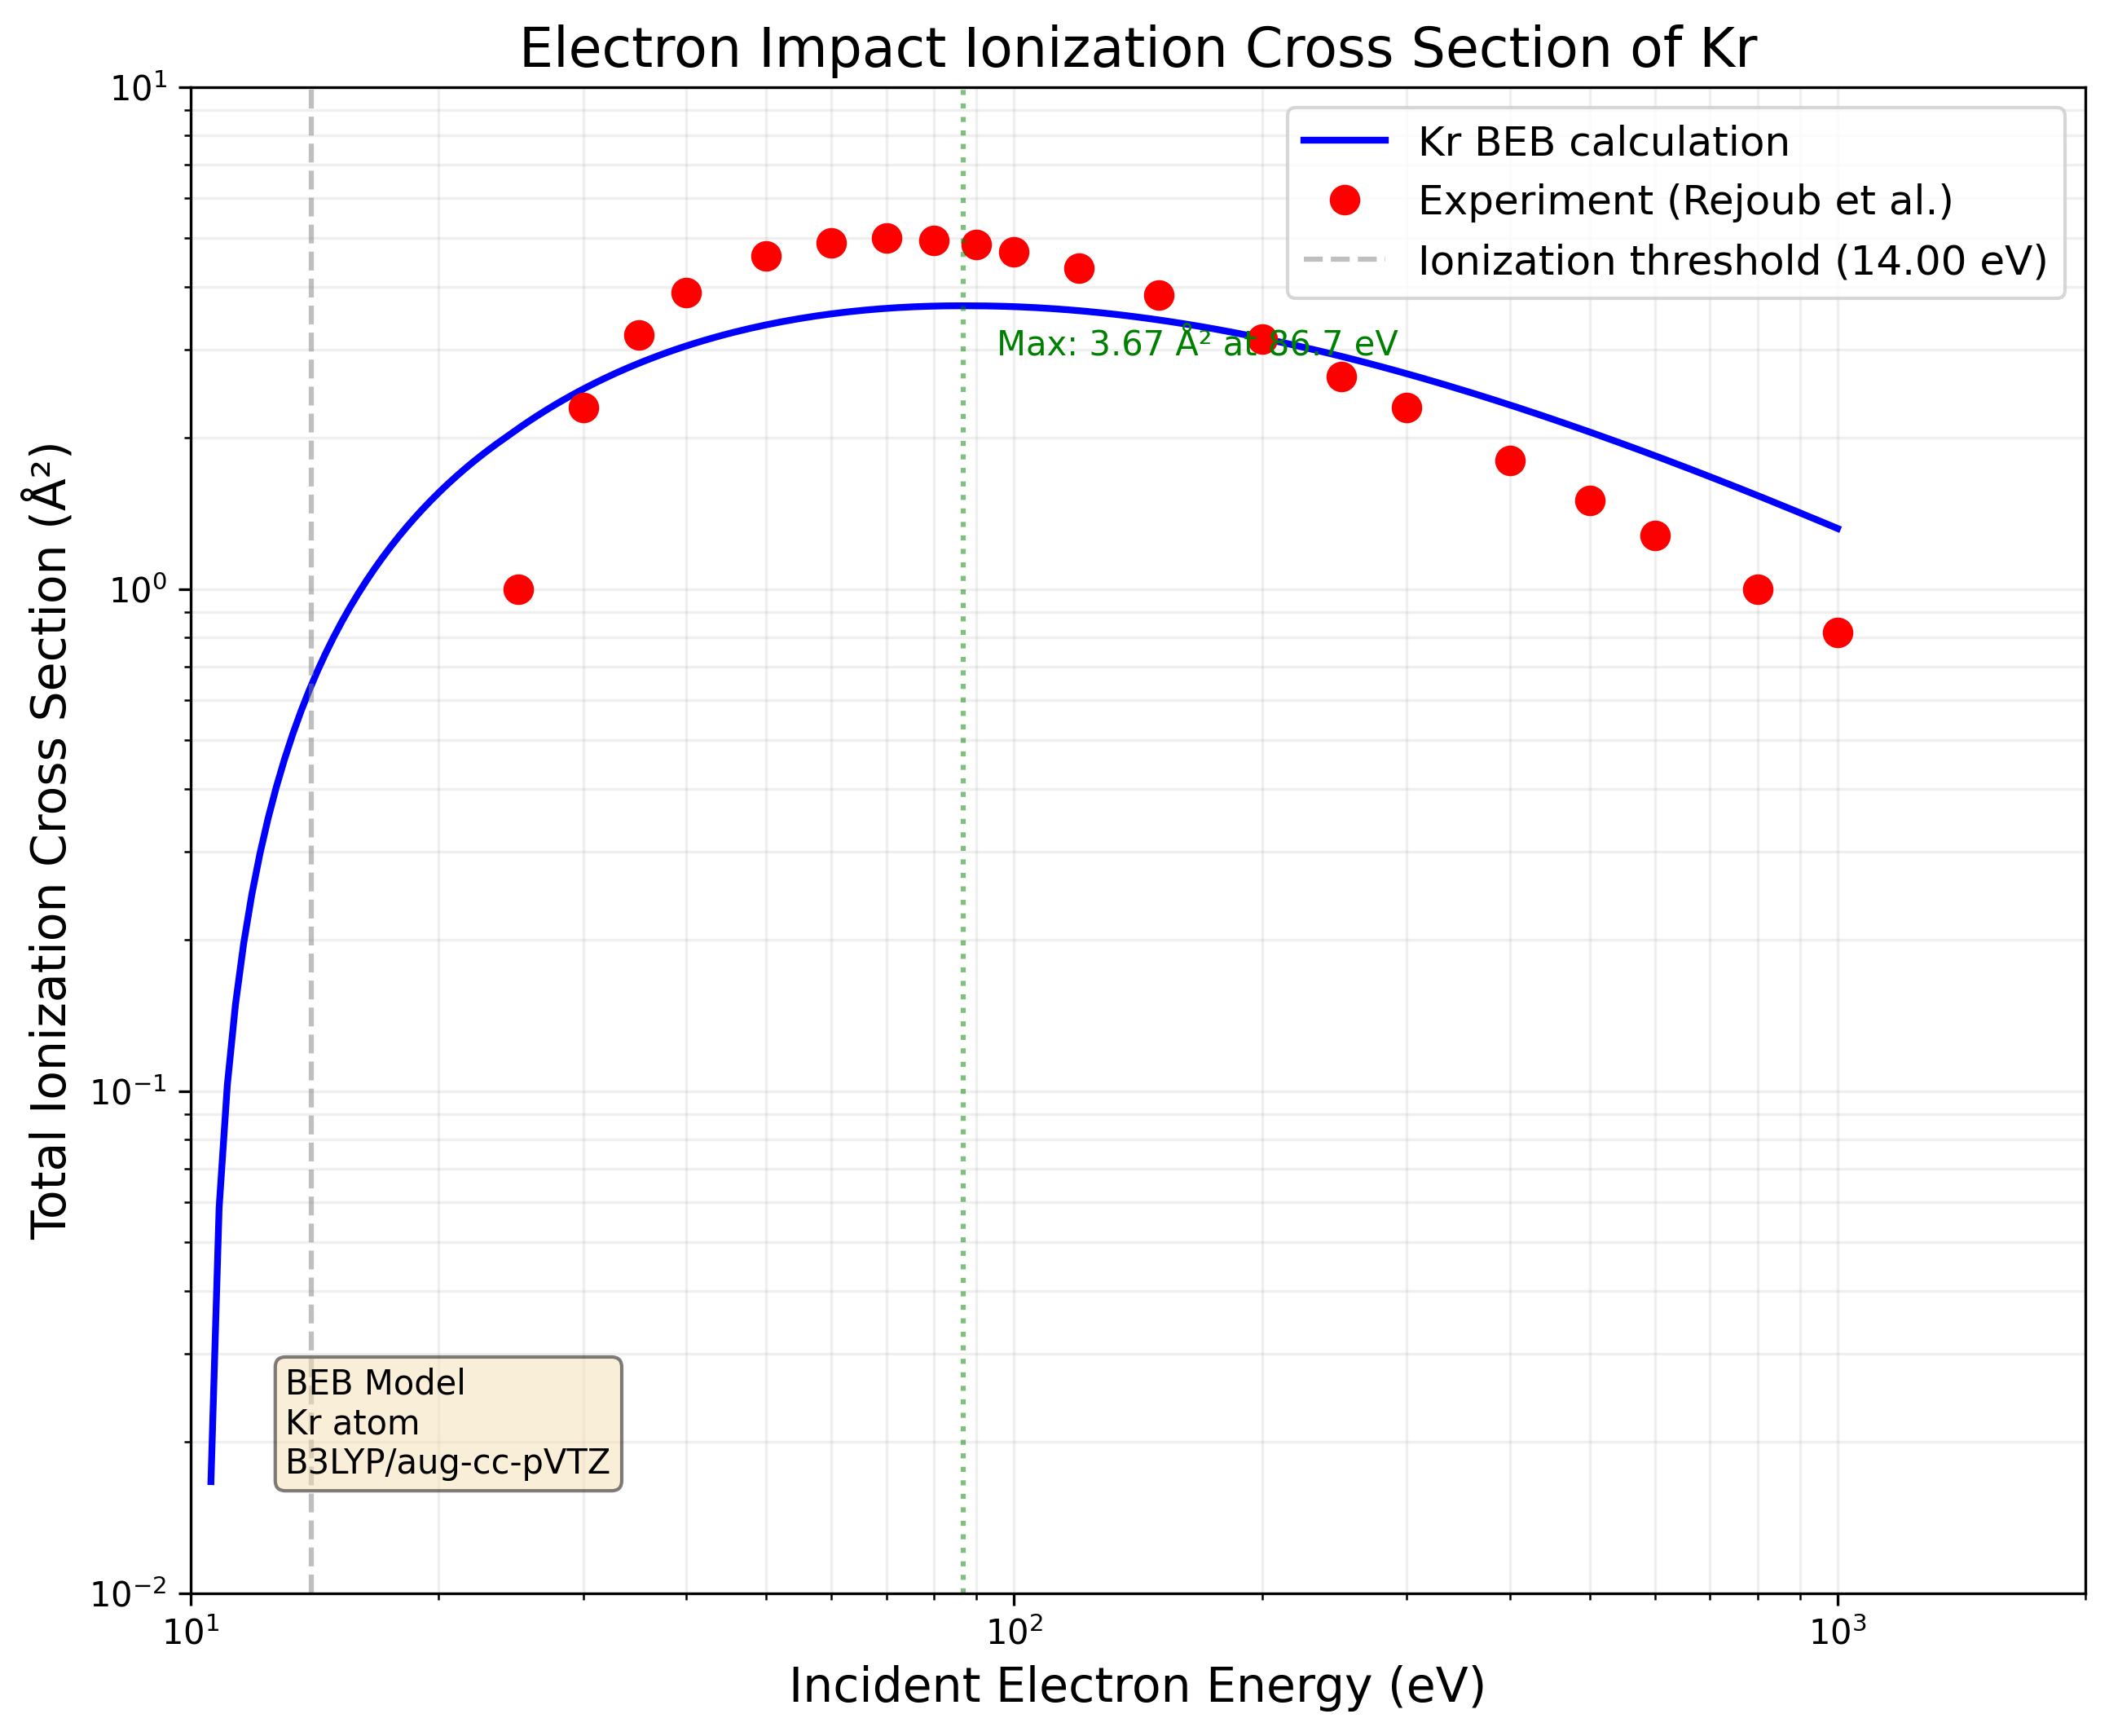 Electron Impact Ionization Cross Section of Kr
Kr BEB calculation
Experiment (Rejoub et al.)
Ionization threshold (14.00 eV)
Max: 3.67 Å² at 86.7 eV
BEB Model
Kr atom
B3LYP/aug-cc-pVTZ
Total Ionization Cross Section (Å²)
10¹
10⁰
10⁻¹
10⁻²
10¹ 10² 10³
Incident Electron Energy (eV)